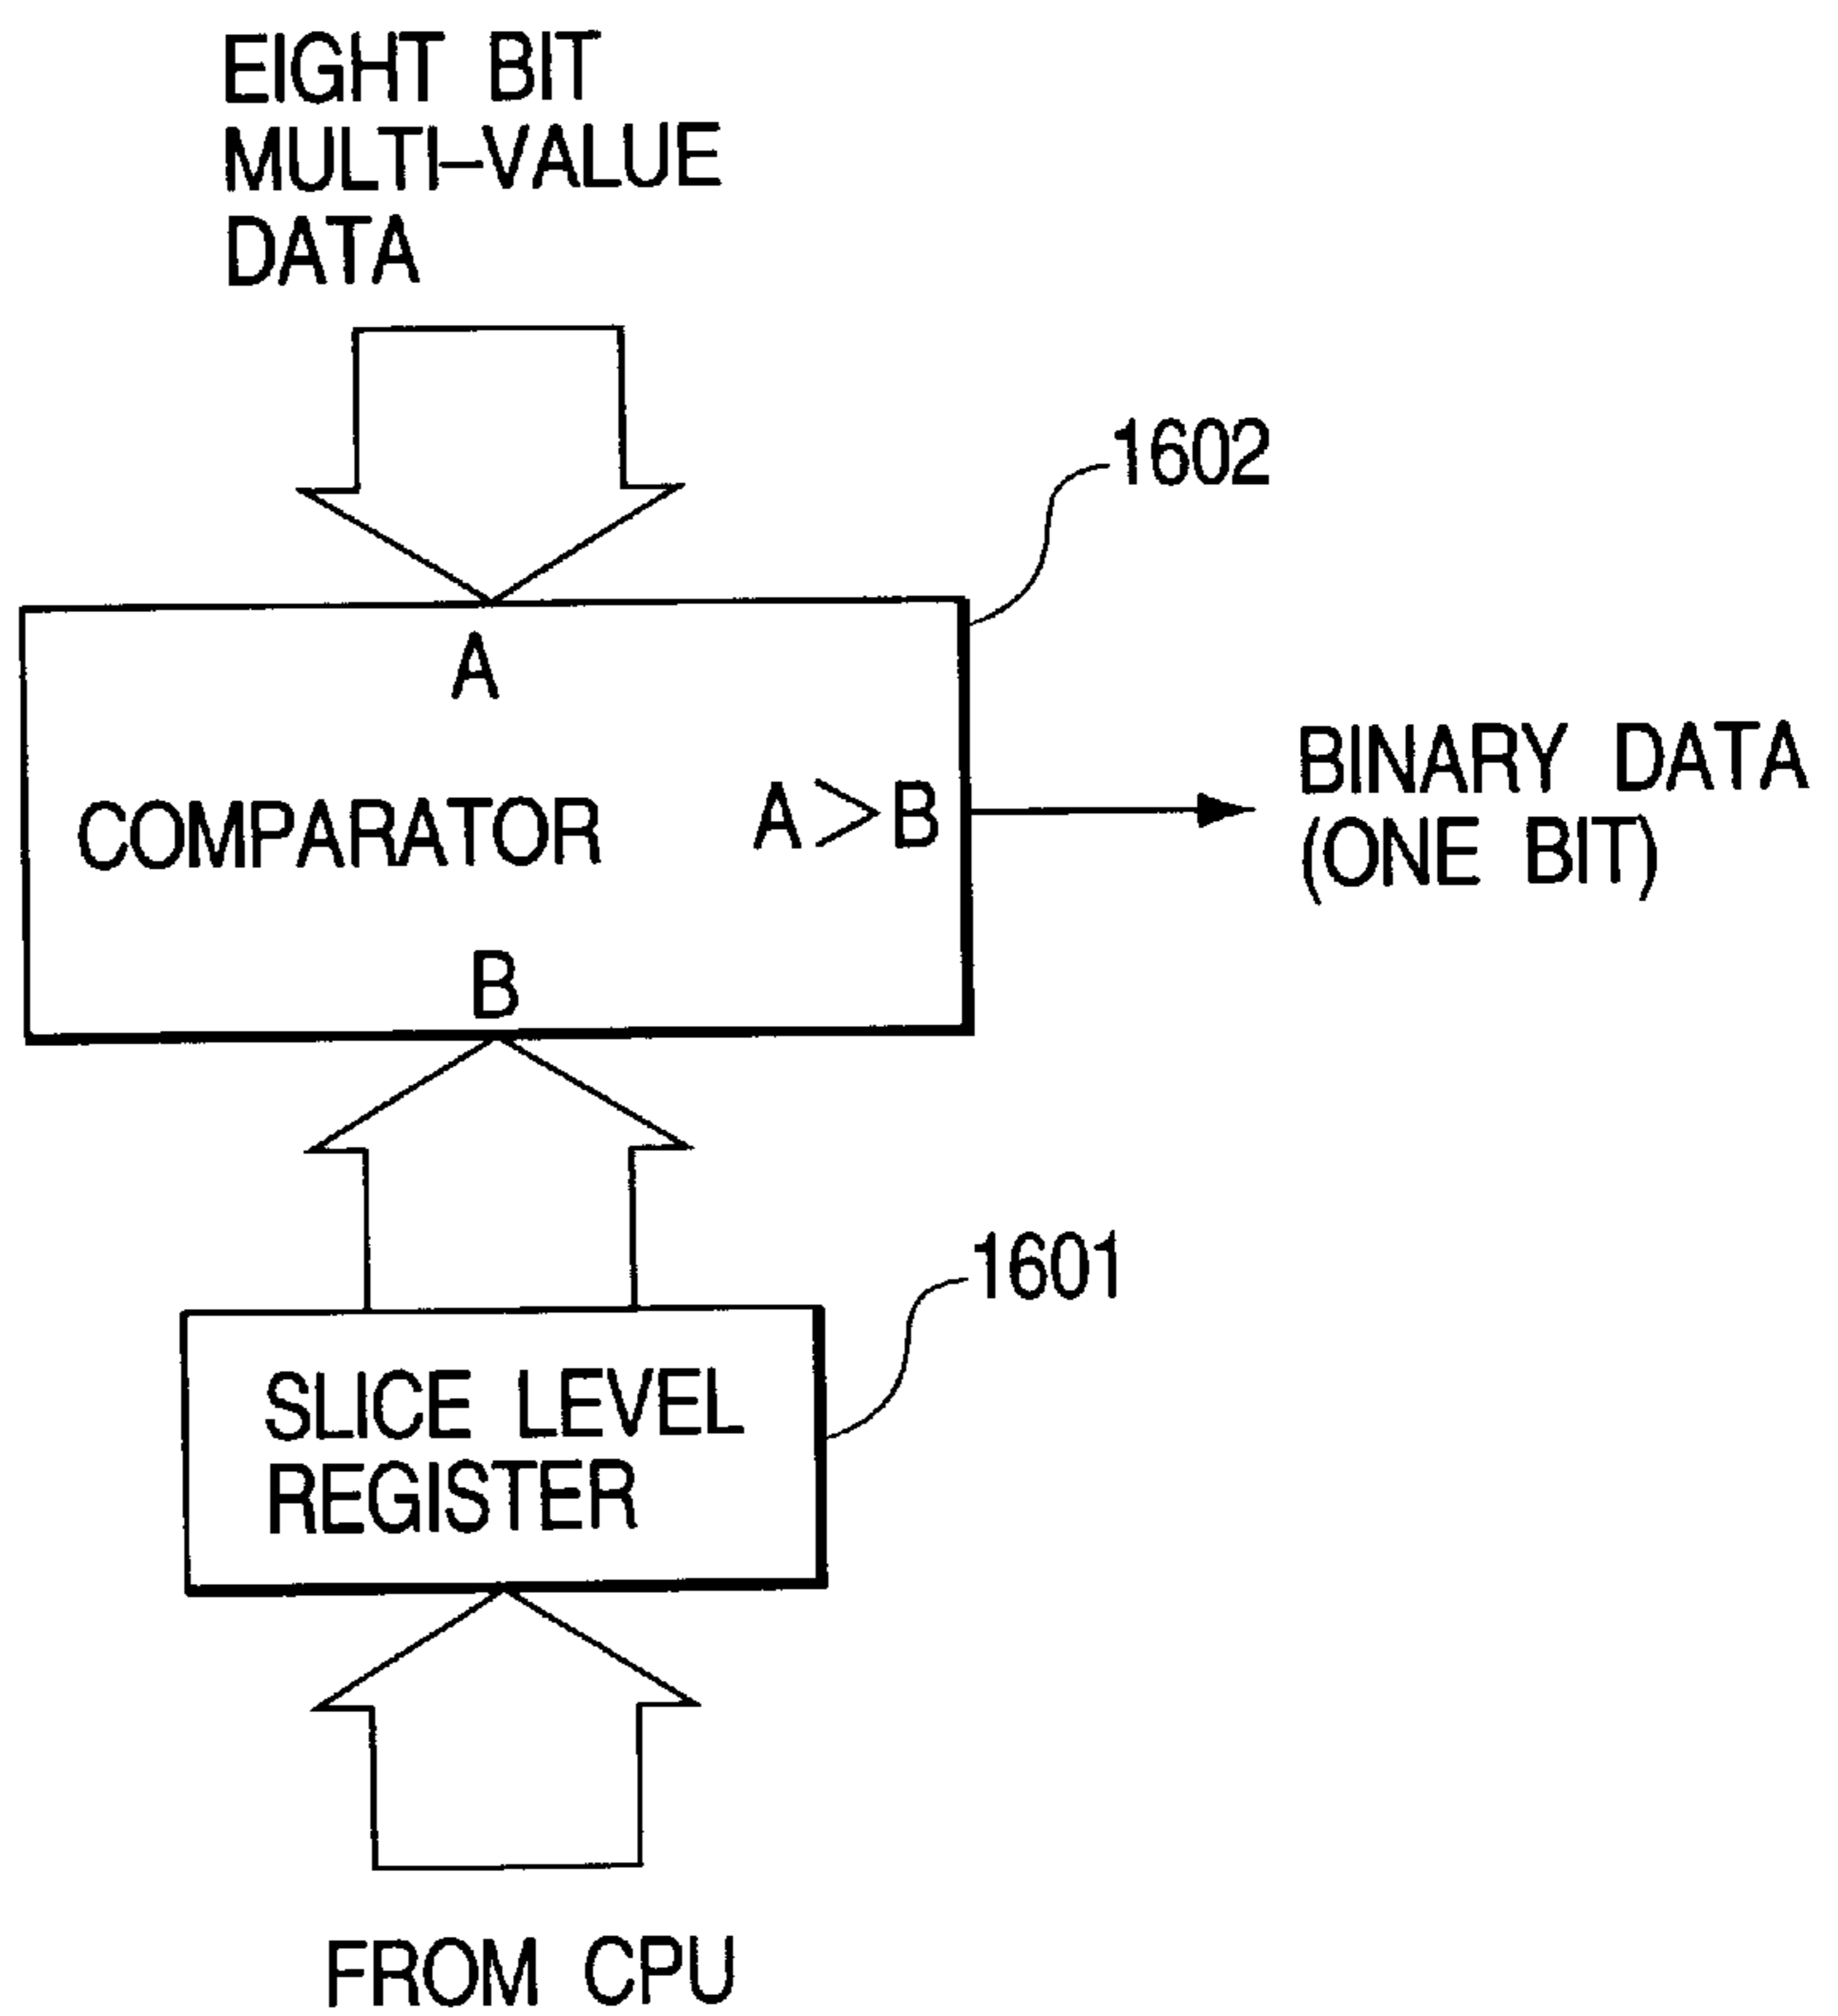 EIGHT BIT
MULTI-VALUE
DATA
1602
A
COMPARATOR
A>B
BINARY DATA
(ONE BIT)
B
1601
SLICE LEVEL
REGISTER
FROM CPU